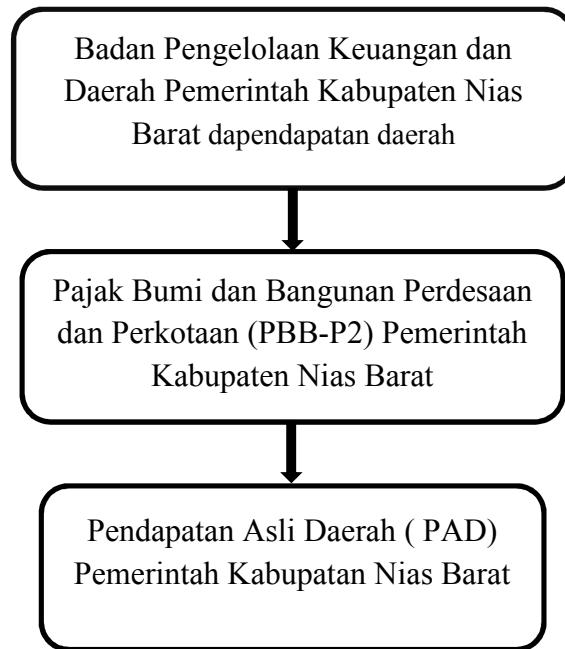 Badan Pengelolaan Keuangan dan
Daerah Pemerintah Kabupaten Nias
Barat dapendapatan daerah
Pajak Bumi dan Bangunan Perdesaan
dan Perkotaan (PBB-P2) Pemerintah
Kabupaten Nias Barat
Pendapatan Asli Daerah ( PAD)
Pemerintah Kabupatan Nias Barat